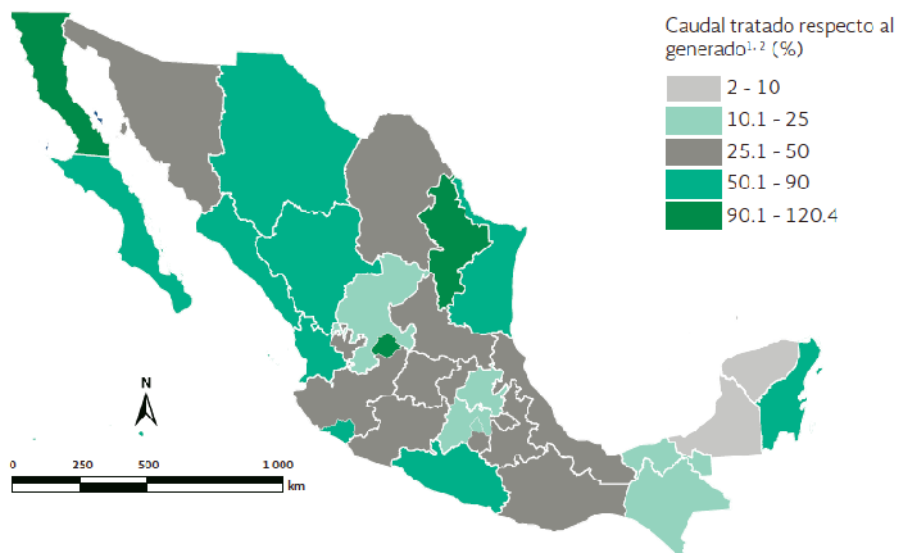 Caudal tratado respecto al
generado¹,² (%)
2 - 10
10.1 - 25
25.1 - 50
50.1 - 90
90.1 - 120.4
N
0 250 500 1 000
km